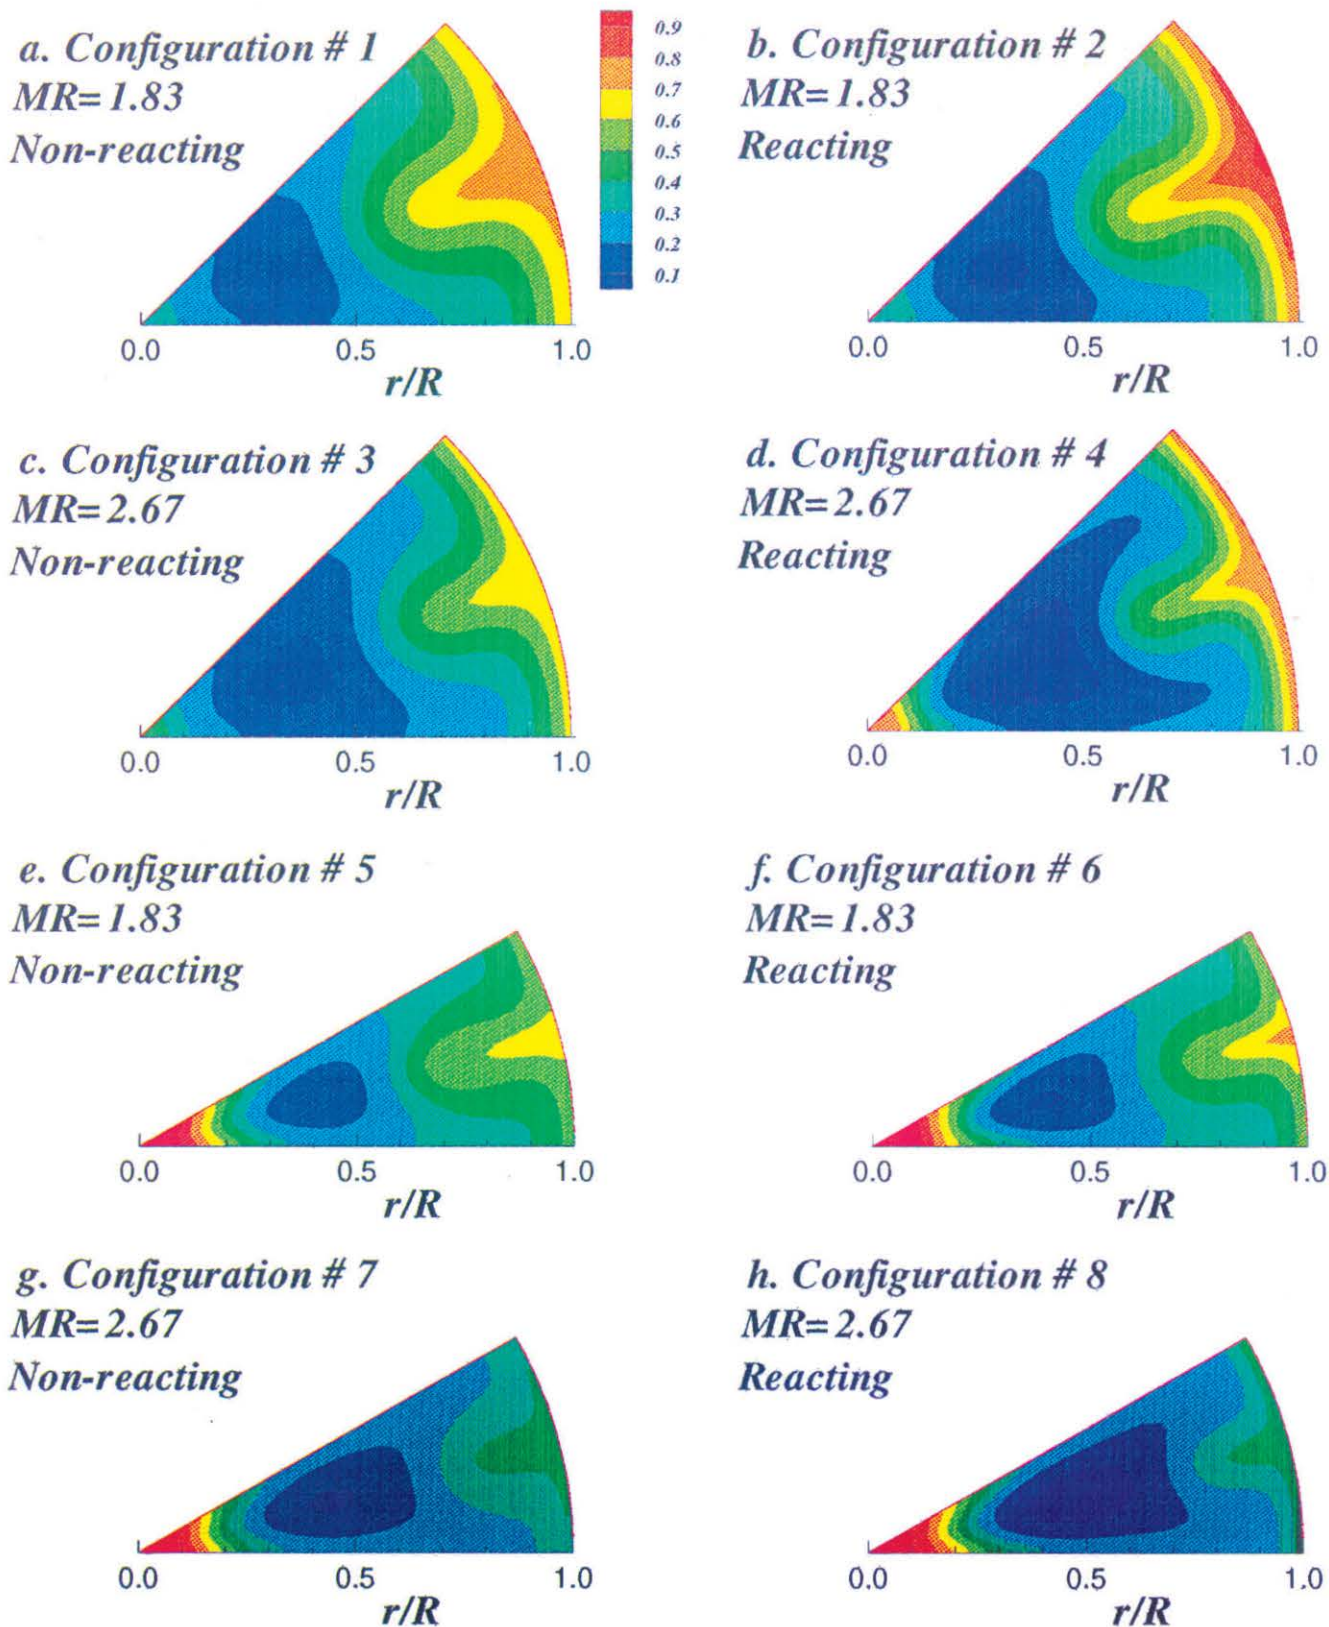 a. Configuration # 1
MR= 1.83
Non-reacting
0.9
0.8
0.7
0.6
0.5
0.4
0.3
0.2
0.1
0.0 0.5 1.0
r/R
b. Configuration # 2
MR= 1.83
Reacting
0.0 0.5 1.0
r/R
c. Configuration # 3
MR= 2.67
Non-reacting
0.0 0.5 1.0
r/R
d. Configuration # 4
MR= 2.67
Reacting
0.0 0.5 1.0
r/R
e. Configuration # 5
MR= 1.83
Non-reacting
0.0 0.5 1.0
r/R
f. Configuration # 6
MR= 1.83
Reacting
0.0 0.5 1.0
r/R
g. Configuration # 7
MR= 2.67
Non-reacting
0.0 0.5 1.0
r/R
h. Configuration # 8
MR= 2.67
Reacting
0.0 0.5 1.0
r/R